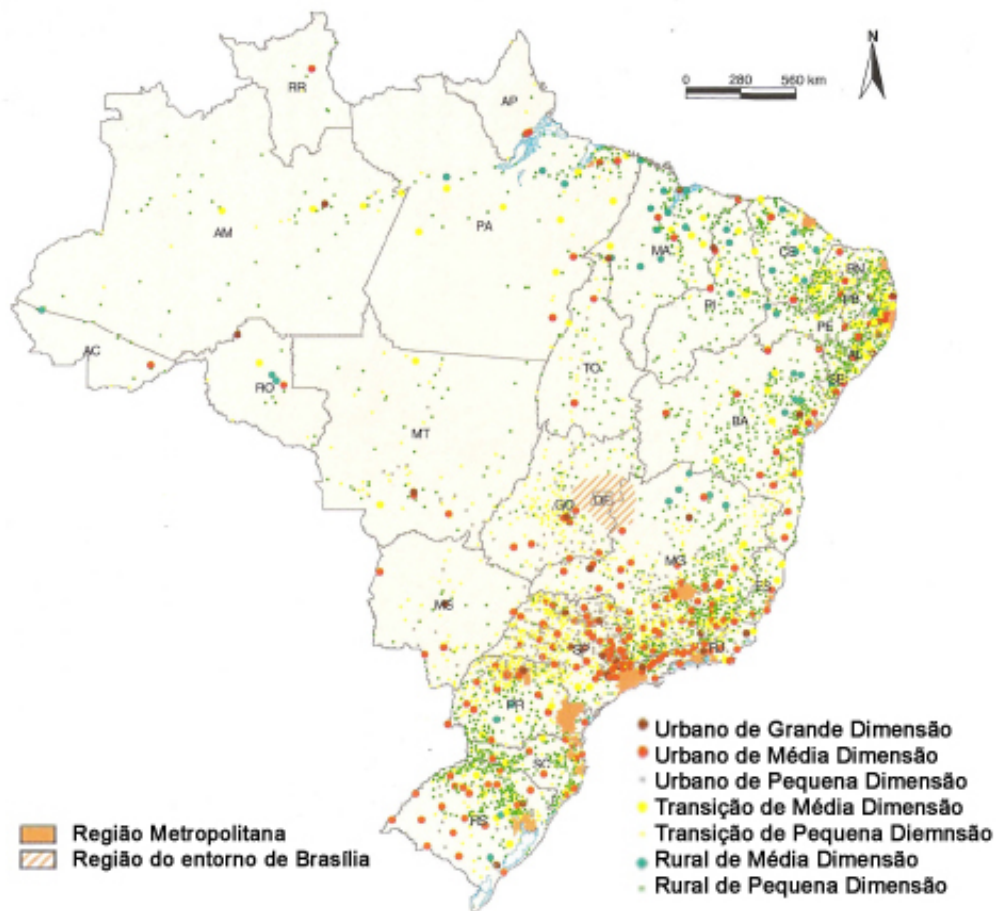 N
0 280 560 km
RR
AP
AM
PA
MA
CE
RN
PB
PI
PE
AC
AL
TO
SE
RO
BA
MT
GO
DF
MG
ES
MS
SP
RJ
PR
SC
RS
Urbano de Grande Dimensão
Urbano de Média Dimensão
Urbano de Pequena Dimensão
Transição de Média Dimensão
Transição de Pequena Diemnsão
Rural de Média Dimensão
Rural de Pequena Dimensão
Região Metropolitana
Região do entorno de Brasília